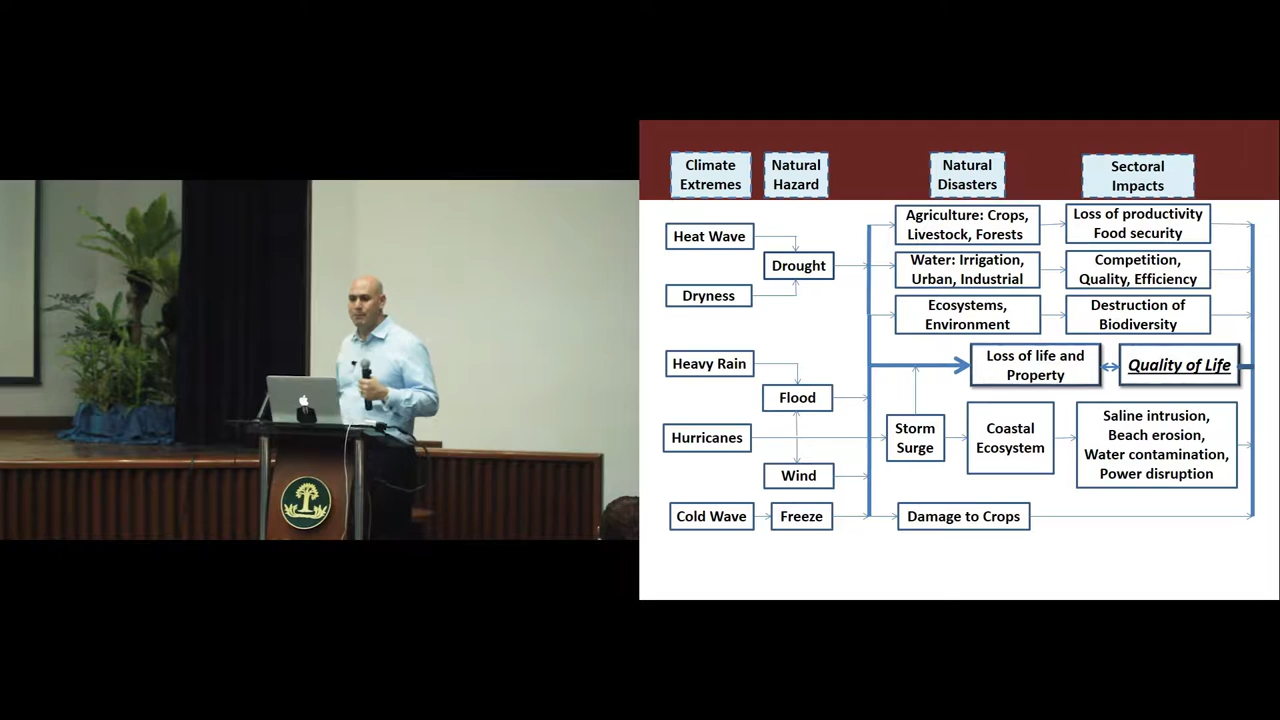 Climate
Extremes
Natural
Hazard
Natural
Disasters
Sectoral
Impacts
Heat Wave
Drought
Dryness
Agriculture: Crops,
Livestock, Forests
Loss of productivity
Food security
Water: Irrigation,
Urban, Industrial
Competition,
Quality, Efficiency
Ecosystems,
Environment
Destruction of
Biodiversity
Heavy Rain
Flood
Loss of life and
Property
Quality of Life
Hurricanes
Wind
Storm
Surge
Coastal
Ecosystem
Saline intrusion,
Beach erosion,
Water contamination,
Power disruption
Cold Wave
Freeze
Damage to Crops